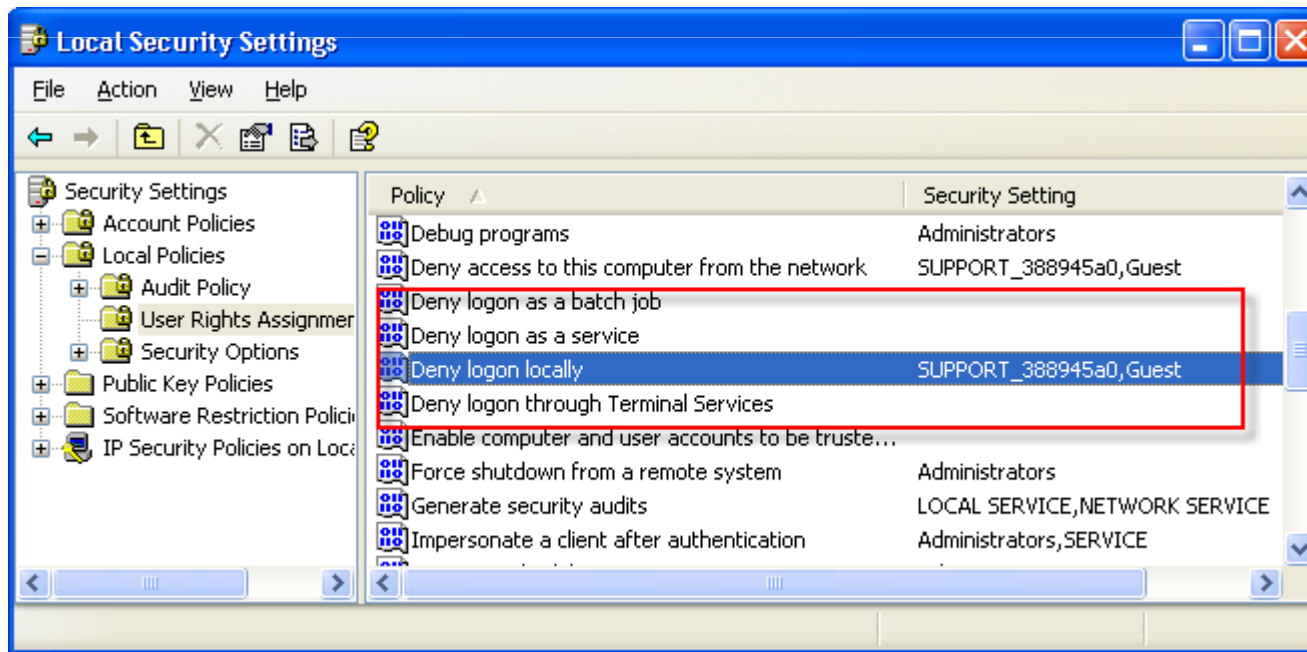 Local Security Settings
File Action View Help
Security Settings
Account Policies
Local Policies
Audit Policy
User Rights Assignmer
Security Options
Public Key Policies
Software Restriction Polici
IP Security Policies on Loca
Policy Security Setting
Debug programs Administrators
Deny access to this computer from the network SUPPORT_388945a0,Guest
Deny logon as a batch job
Deny logon as a service
Deny logon locally SUPPORT_388945a0,Guest
Deny logon through Terminal Services
Enable computer and user accounts to be truste...
Force shutdown from a remote system Administrators
Generate security audits LOCAL SERVICE,NETWORK SERVICE
Impersonate a client after authentication Administrators,SERVICE